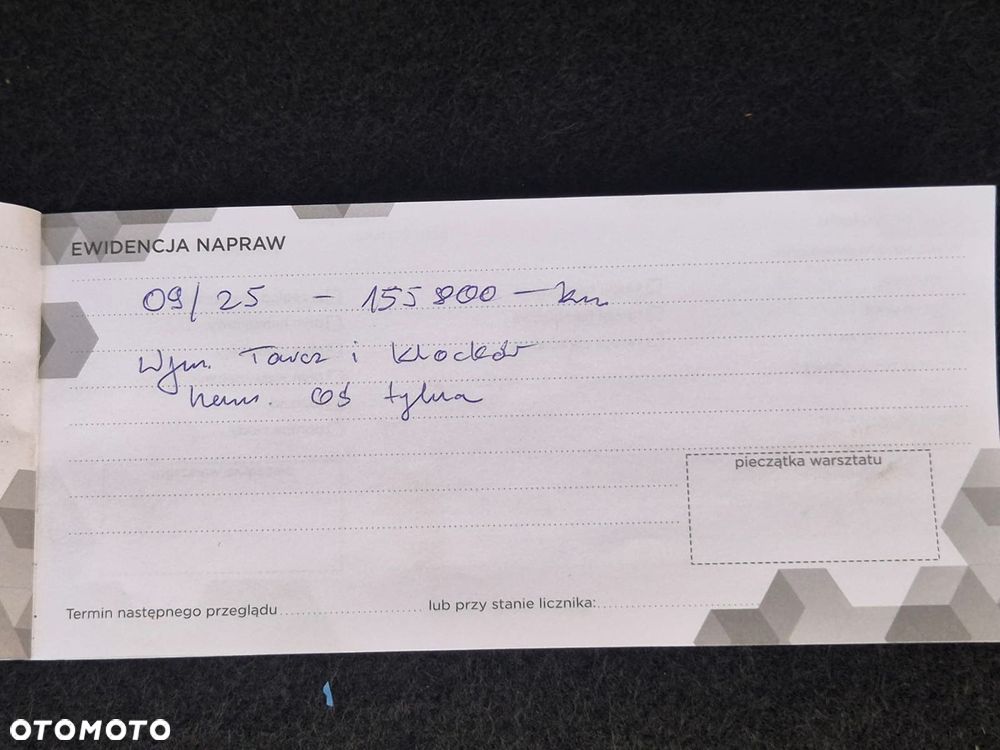 EWIDENCJA NAPRAW
09/25 - 155 800 - km
Wym. Tarcz i klocków
ham. oś tylna
pieczątka warsztatu
Termin następnego przeglądu
lub przy stanie licznika:
OTOMOTO